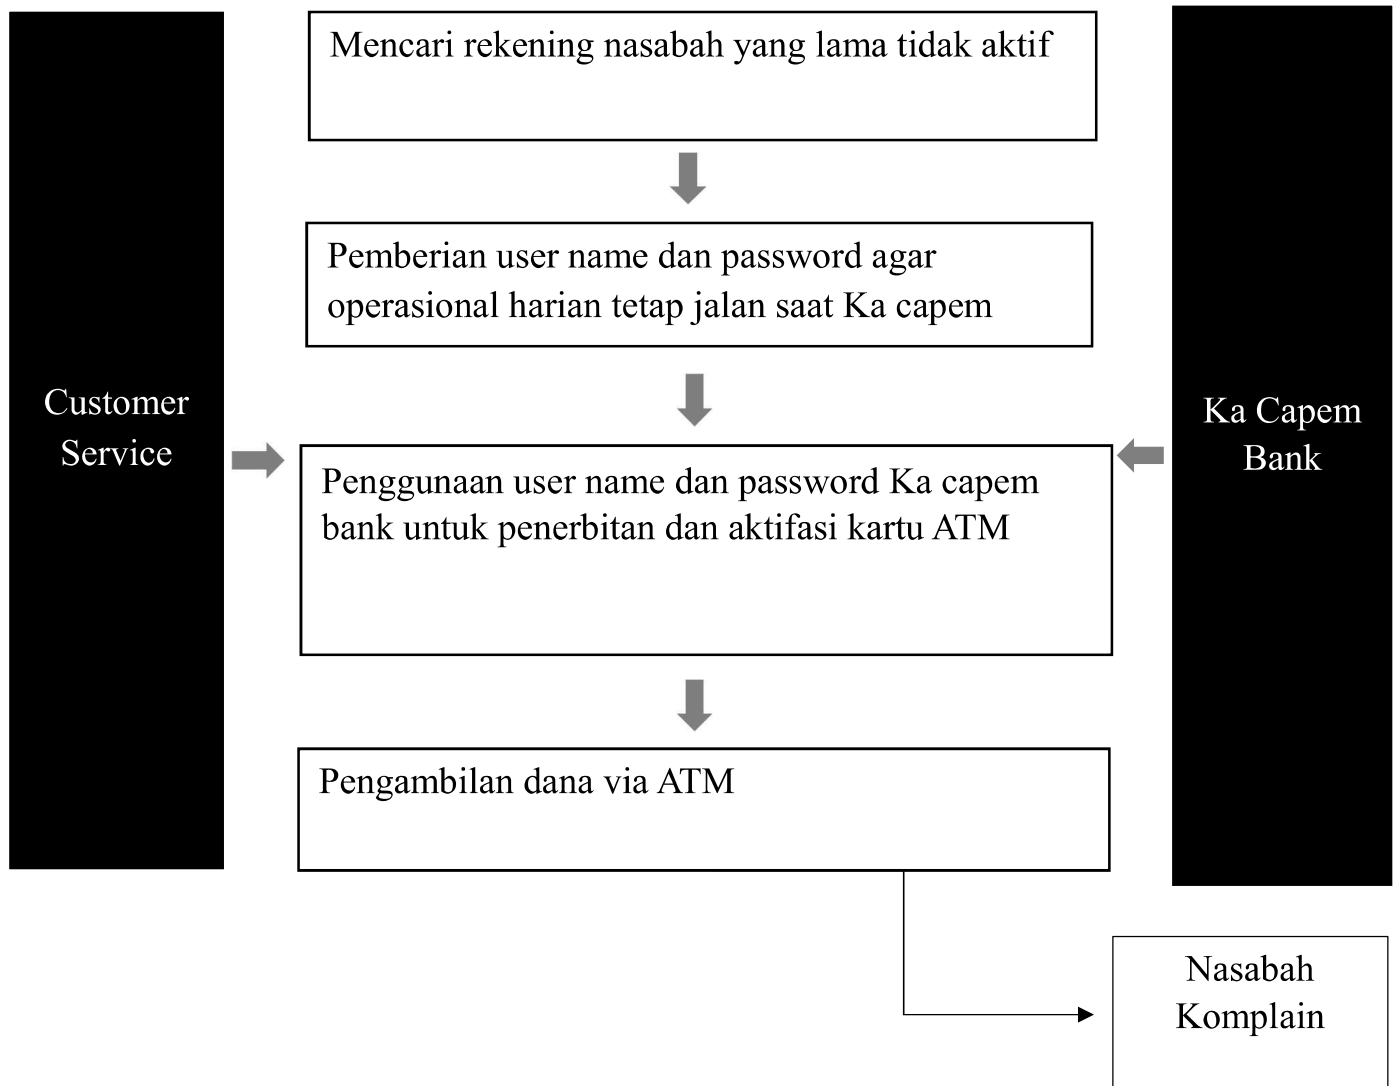 Mencari rekening nasabah yang lama tidak aktif
Pemberian user name dan password agar
operasional harian tetap jalan saat Ka capem
Customer
Service
Ka Capem
Bank
Penggunaan user name dan password Ka capem
bank untuk penerbitan dan aktifasi kartu ATM
Pengambilan dana via ATM
Nasabah
Komplain